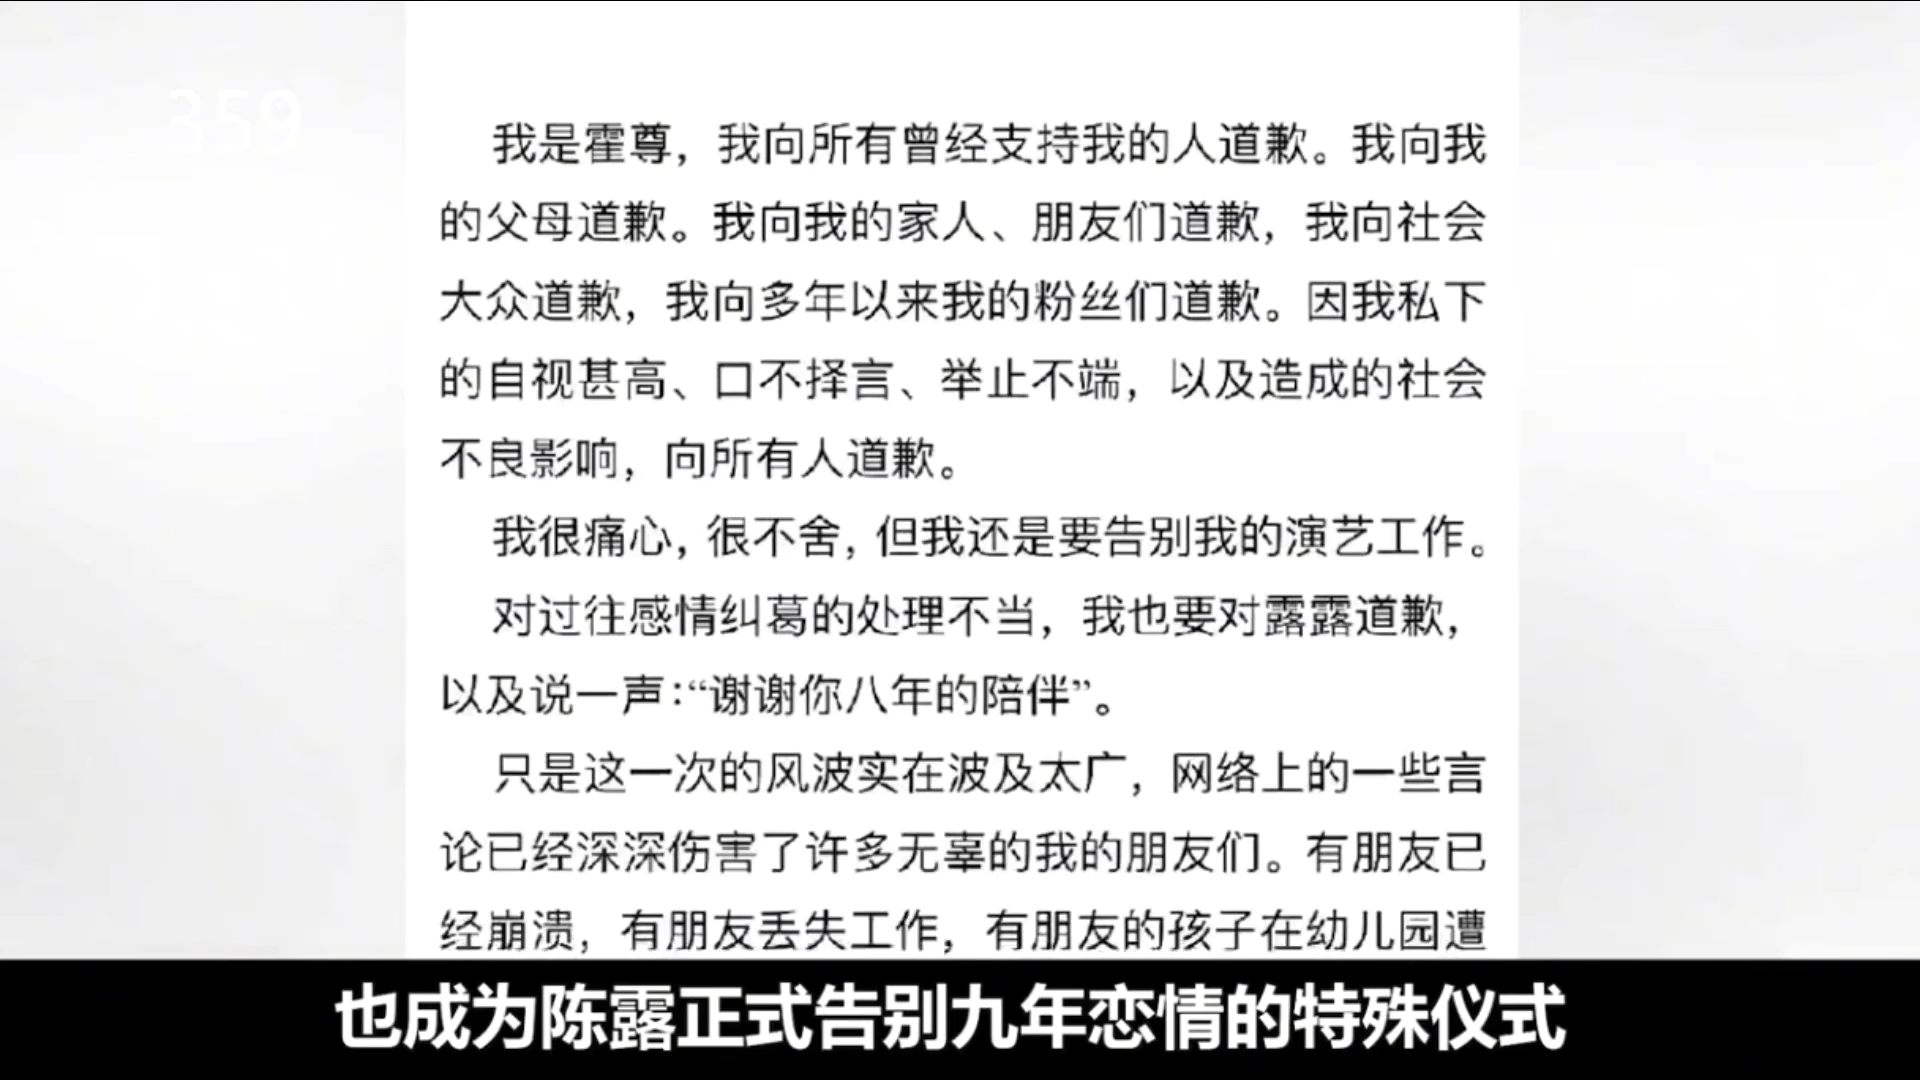 359
我是霍尊，我向所有曾经支持我的人道歉。我向我
的父母道歉。我向我的家人、朋友们道歉，我向社会
大众道歉，我向多年以来我的粉丝们道歉。因我私下
的自视甚高、口不择言、举止不端，以及造成的社会
不良影响，向所有人道歉。
我很痛心，很不舍，但我还是要告别我的演艺工作。
对过往感情纠葛的处理不当，我也要对露露道歉，
以及说一声：“谢谢你八年的陪伴”。
只是这一次的风波实在波及太广，网络上的一些言
论已经深深伤害了许多无辜的我的朋友们。有朋友已
经崩溃，有朋友丢失工作，有朋友的孩子在幼儿园遭
也成为陈露正式告别九年恋情的特殊仪式